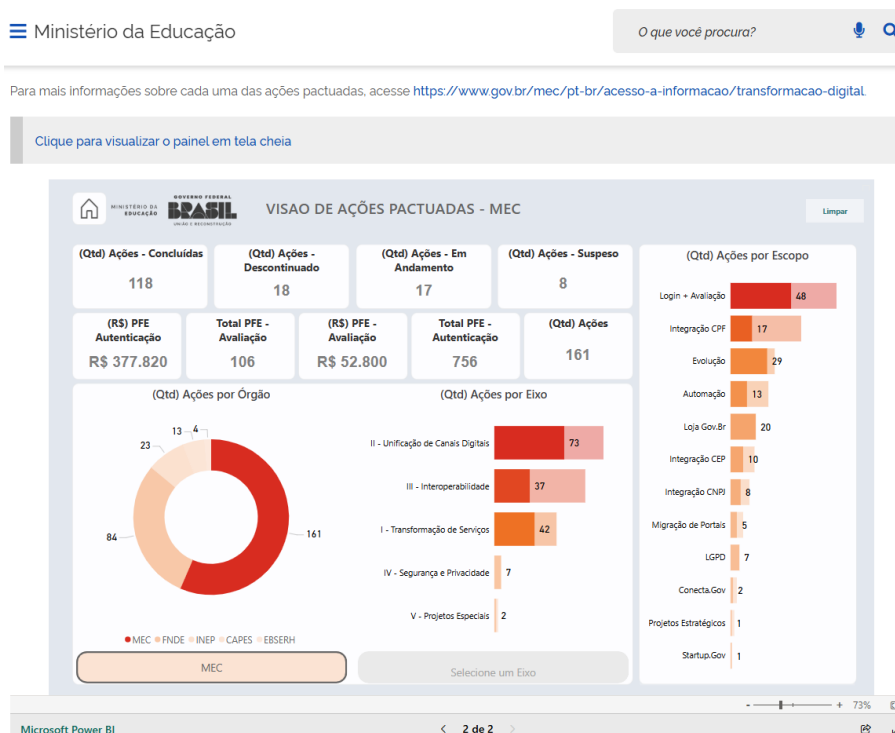 Ministério da Educação
O que você procura?
Para mais informações sobre cada uma das ações pactuadas, acesse https://www.gov.br/mec/pt-br/acesso-a-informacao/transformacao-digital.
Clique para visualizar o painel em tela cheia
MINISTÉRIO DA
EDUCAÇÃO
GOVERNO FEDERAL
BRASIL
UNIÃO E RECONSTRUÇÃO
VISAO DE AÇÕES PACTUADAS - MEC
Limpar
(Qtd) Ações - Concluídas
118
(Qtd) Ações -
Descontinuado
18
(Qtd) Ações - Em
Andamento
17
(Qtd) Ações - Suspeso
8
(R$) PFE
Autenticação
R$ 377.820
Total PFE -
Avaliação
106
(R$) PFE -
Avaliação
R$ 52.800
Total PFE -
Autenticação
756
(Qtd) Ações
161
(Qtd) Ações por Órgão
13
4
23
84
161
MEC FNDE INEP CAPES EBSERH
MEC
(Qtd) Ações por Eixo
II - Unificação de Canais Digitais 73
III - Interoperabilidade 37
I - Transformação de Serviços 42
IV - Segurança e Privacidade 7
V - Projetos Especiais 2
Selecione um Eixo
(Qtd) Ações por Escopo
Login + Avaliação 48
Integração CPF 17
Evolução 29
Automação 13
Loja Gov.Br 20
Integração CEP 10
Integração CNPJ 8
Migração de Portais 5
LGPD 7
Conecta.Gov 2
Projetos Estratégicos 1
Startup.Gov 1
- + 73%
Microsoft Power BI
< 2 de 2 >